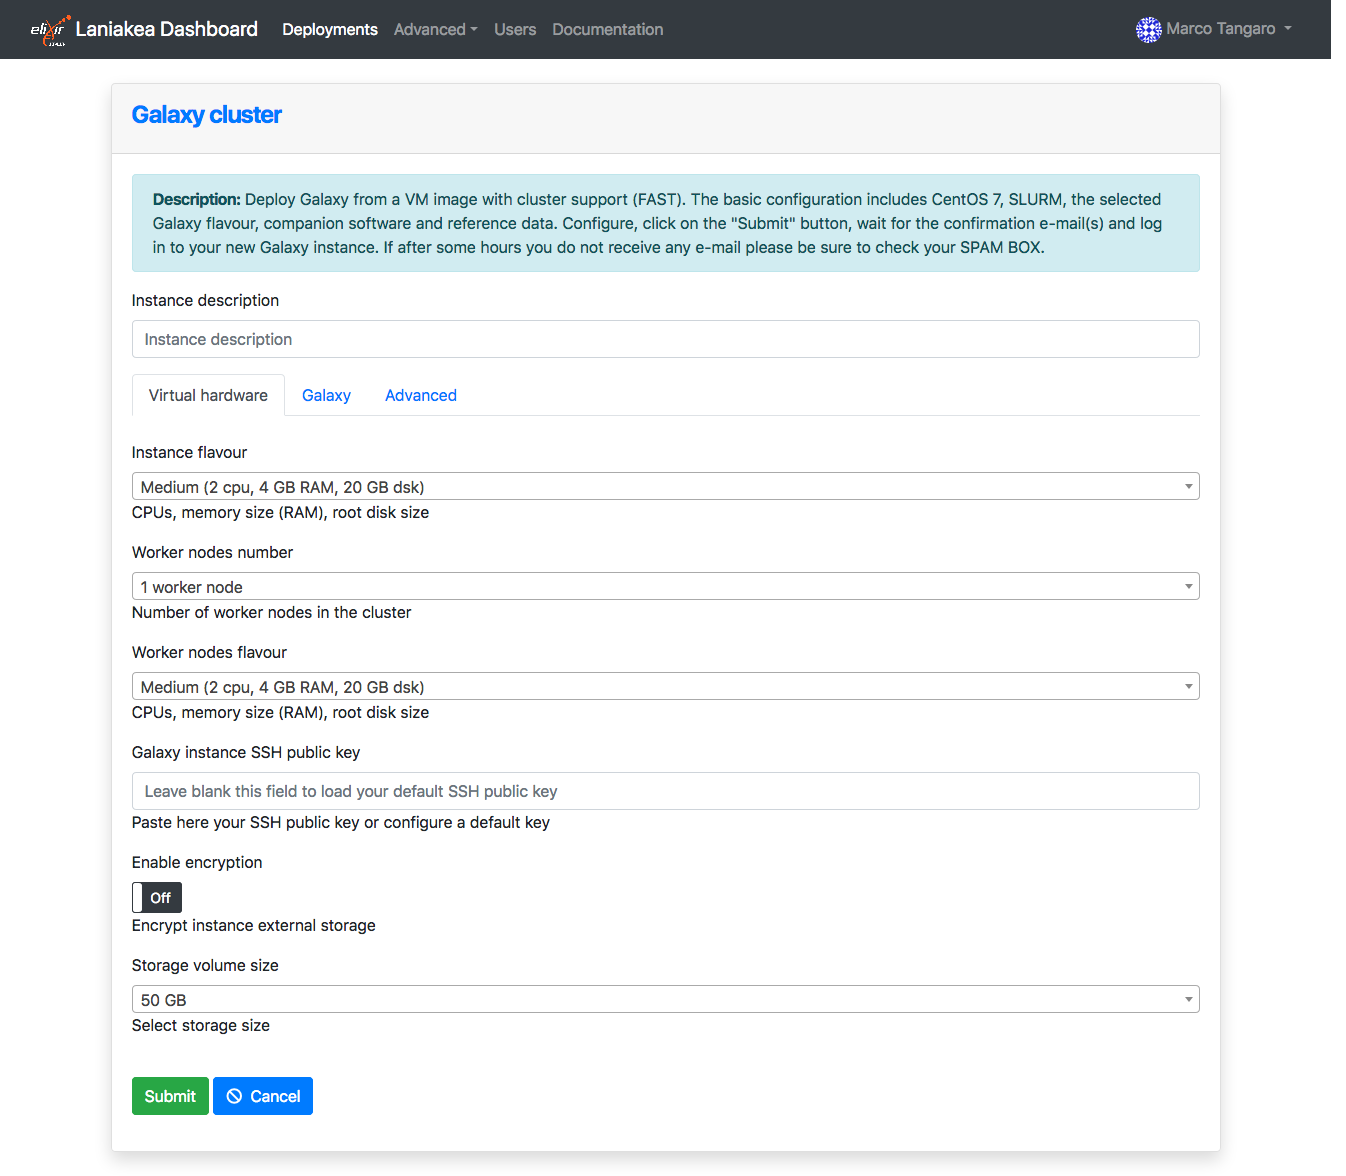 elixir Laniakea Dashboard Deployments Advanced Users Documentation Marco Tangaro
Galaxy cluster
Description: Deploy Galaxy from a VM image with cluster support (FAST). The basic configuration includes CentOS 7, SLURM, the selected
Galaxy flavour, companion software and reference data. Configure, click on the "Submit" button, wait for the confirmation e-mail(s) and log
in to your new Galaxy instance. If after some hours you do not receive any e-mail please be sure to check your SPAM BOX.
Instance description
Instance description
Virtual hardware Galaxy Advanced
Instance flavour
Medium (2 cpu, 4 GB RAM, 20 GB dsk)
CPUs, memory size (RAM), root disk size
Worker nodes number
1 worker node
Number of worker nodes in the cluster
Worker nodes flavour
Medium (2 cpu, 4 GB RAM, 20 GB dsk)
CPUs, memory size (RAM), root disk size
Galaxy instance SSH public key
Leave blank this field to load your default SSH public key
Paste here your SSH public key or configure a default key
Enable encryption
Off
Encrypt instance external storage
Storage volume size
50 GB
Select storage size
Submit Cancel